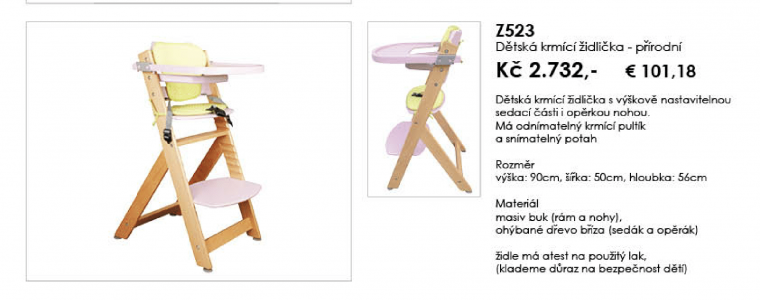 Z523
Dětská krmící židlička - přírodní
Kč 2.732,- € 101,18
Dětská krmící židlička s výškově nastavitelnou
sedací části i opěrkou nohou.
Má odnímatelný krmící pultík
a snímatelný potah
Rozměr
výška: 90cm, šířka: 50cm, hloubka: 56cm
Materiál
masiv buk (rám a nohy),
ohýbané dřevo bříza (sedák a opěrák)
židle má atest na použitý lak,
(klademe důraz na bezpečnost dětí)